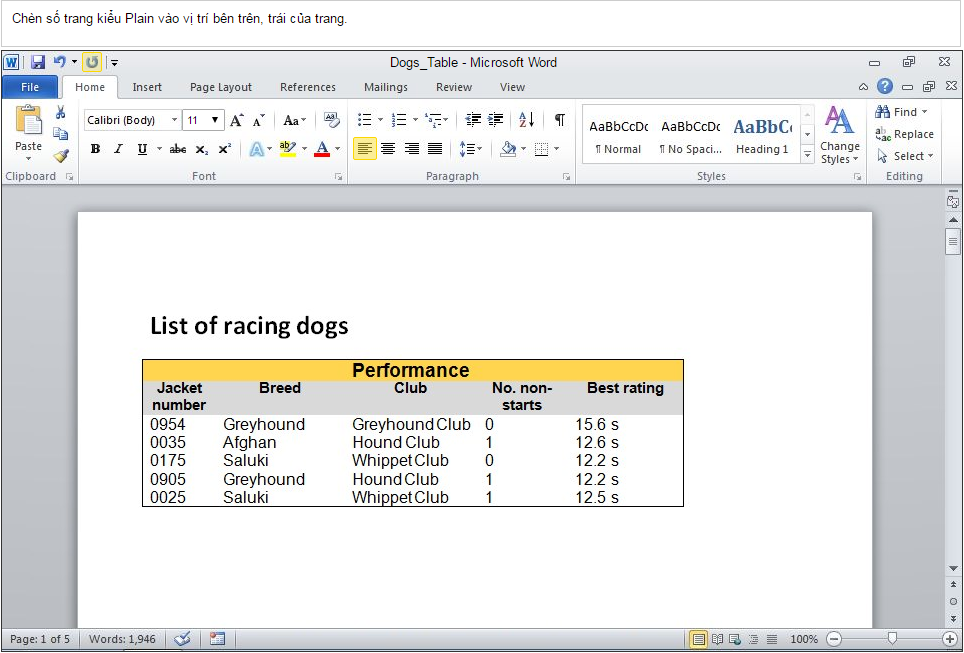 Chèn số trang kiểu Plain vào vị trí bên trên, trái của trang.
Dogs_Table - Microsoft Word
File Home Insert Page Layout References Mailings Review View
Calibri (Body) 11 Aa
Paste
B I U abc X₂ X²
AaBbCcDc AaBbCcDc AaBbC
¶ Normal ¶ No Spaci... Heading 1
Change Styles
Find
Replace
Select
Clipboard Font Paragraph Styles Editing
List of racing dogs
Performance
Jacket number Breed Club No. non-starts Best rating
0954 Greyhound Greyhound Club 0 15.6 s
0035 Afghan Hound Club 1 12.6 s
0175 Saluki Whippet Club 0 12.2 s
0905 Greyhound Hound Club 1 12.2 s
0025 Saluki Whippet Club 1 12.5 s
Page: 1 of 5 Words: 1,946 100%